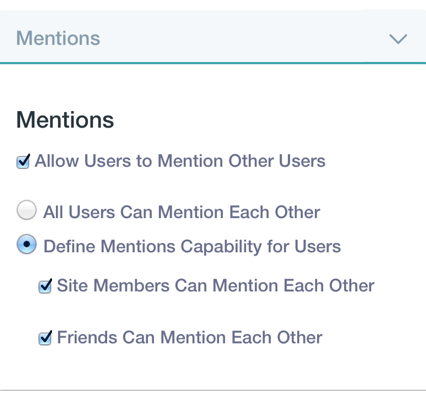 Mentions
Mentions
Allow Users to Mention Other Users
All Users Can Mention Each Other
Define Mentions Capability for Users
Site Members Can Mention Each Other
Friends Can Mention Each Other